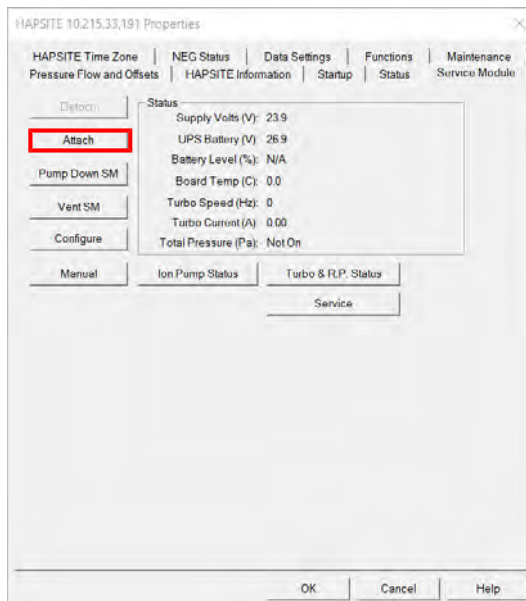 HAPSITE 10.215.33,191 Properties
HAPSITE Time Zone NEG Status Data Settings Functions Maintenance
Pressure Flow and Offsets HAPSITE Information Startup Status Service Module
Detach
Status
Supply Volts (V): 23.9
Attach
UPS Battery (V): 26.9
Battery Level (%): N/A
Pump Down SM
Board Temp (C): 0.0
Vent SM
Turbo Speed (Hz): 0
Turbo Current (A) 0.00
Configure
Total Pressure (Pa): Not On
Manual Ion Pump Status Turbo & R.P. Status
Service
OK Cancel Help